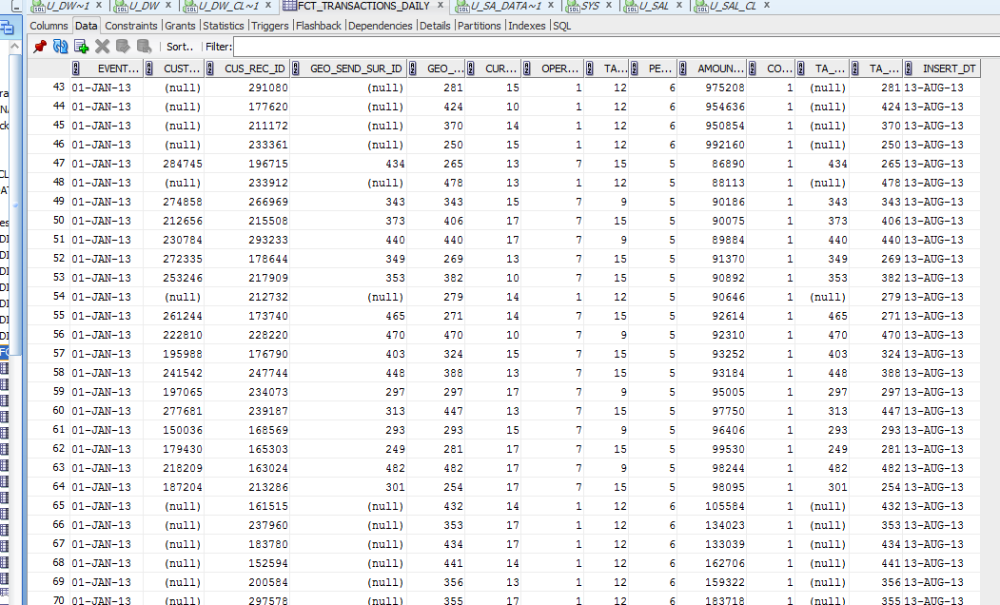 U_DW~1 U_DW U_DW_CL~1 FCT_TRANSACTIONS_DAILY U_SA_DATA~1 SYS U_SAL U_SAL_CL
Columns Data Constraints Grants Statistics Triggers Flashback Dependencies Details Partitions Indexes SQL
Sort.. Filter:
EVENT... CUST... CUS_REC_ID GEO_SEND_SUR_ID GEO_... CUR... OPER... TA... PE... AMOUN... CO... TA_... TA_... INSERT_DT
43 01-JAN-13 (null) 291080 (null) 281 15 1 12 6 975208 1 (null) 281 13-AUG-13
44 01-JAN-13 (null) 177620 (null) 424 10 1 12 6 954636 1 (null) 424 13-AUG-13
45 01-JAN-13 (null) 211172 (null) 370 14 1 12 6 950854 1 (null) 370 13-AUG-13
46 01-JAN-13 (null) 233361 (null) 250 15 1 12 6 992160 1 (null) 250 13-AUG-13
47 01-JAN-13 284745 196715 434 265 13 7 15 5 86890 1 434 265 13-AUG-13
48 01-JAN-13 (null) 233912 (null) 478 13 1 12 5 88113 1 (null) 478 13-AUG-13
49 01-JAN-13 274858 266969 343 343 15 7 9 5 90186 1 343 343 13-AUG-13
50 01-JAN-13 212656 215508 373 406 17 7 15 5 90075 1 373 406 13-AUG-13
51 01-JAN-13 230784 293233 440 440 17 7 9 5 89884 1 440 440 13-AUG-13
52 01-JAN-13 272335 178644 349 269 13 7 15 5 91370 1 349 269 13-AUG-13
53 01-JAN-13 253246 217909 353 382 10 7 15 5 90892 1 353 382 13-AUG-13
54 01-JAN-13 (null) 212732 (null) 279 14 1 12 5 90646 1 (null) 279 13-AUG-13
55 01-JAN-13 261244 173740 465 271 14 7 15 5 92614 1 465 271 13-AUG-13
56 01-JAN-13 222810 228220 470 470 10 7 9 5 92310 1 470 470 13-AUG-13
57 01-JAN-13 195988 176790 403 324 15 7 15 5 93252 1 403 324 13-AUG-13
58 01-JAN-13 241542 247744 448 388 13 7 15 5 93184 1 448 388 13-AUG-13
59 01-JAN-13 197065 234073 297 297 17 7 9 5 95005 1 297 297 13-AUG-13
60 01-JAN-13 277681 239187 313 447 13 7 15 5 97750 1 313 447 13-AUG-13
61 01-JAN-13 150036 168569 293 293 15 7 9 5 96406 1 293 293 13-AUG-13
62 01-JAN-13 179430 165303 249 281 17 7 15 5 99530 1 249 281 13-AUG-13
63 01-JAN-13 218209 163024 482 482 17 7 9 5 98244 1 482 482 13-AUG-13
64 01-JAN-13 187204 213286 301 254 17 7 15 5 98095 1 301 254 13-AUG-13
65 01-JAN-13 (null) 161515 (null) 432 14 1 12 6 105584 1 (null) 432 13-AUG-13
66 01-JAN-13 (null) 237960 (null) 353 17 1 12 6 134023 1 (null) 353 13-AUG-13
67 01-JAN-13 (null) 183780 (null) 434 17 1 12 6 133039 1 (null) 434 13-AUG-13
68 01-JAN-13 (null) 152594 (null) 441 14 1 12 6 162706 1 (null) 441 13-AUG-13
69 01-JAN-13 (null) 200584 (null) 356 13 1 12 6 159322 1 (null) 356 13-AUG-13
70 01-JAN-13 (null) 297578 (null) 355 17 1 12 6 183718 1 (null) 355 13-AUG-13